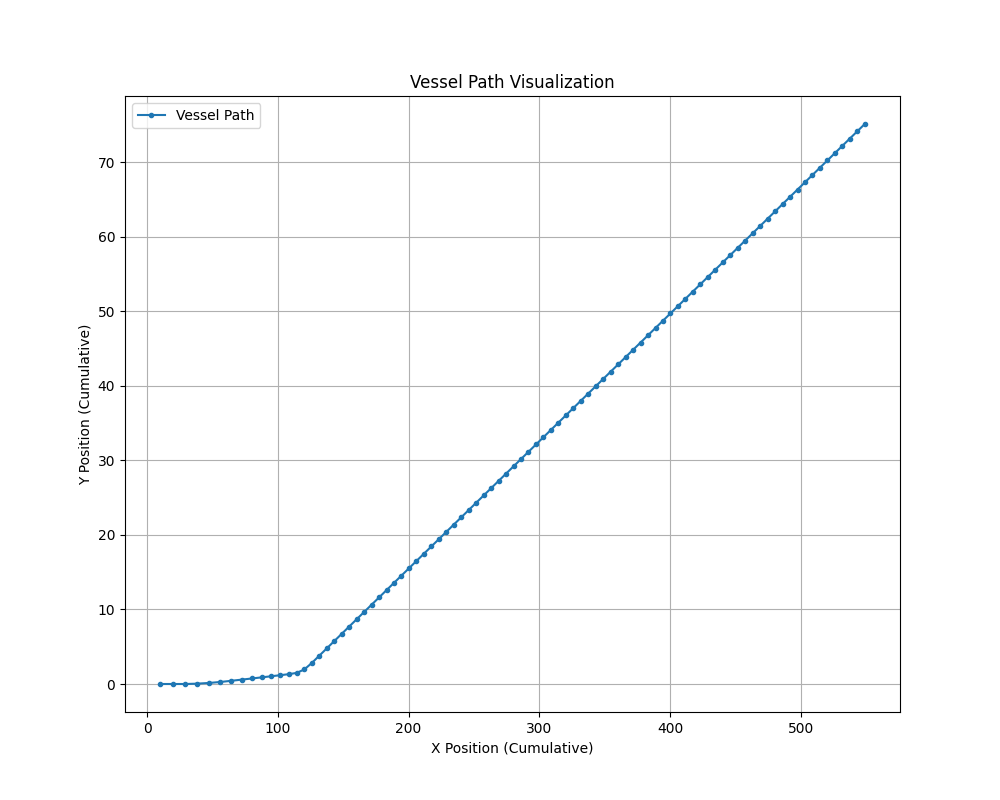 Vessel Path Visualization
Vessel Path
70
60
50
40
30
20
10
0
Y Position (Cumulative)
0 100 200 300 400 500
X Position (Cumulative)